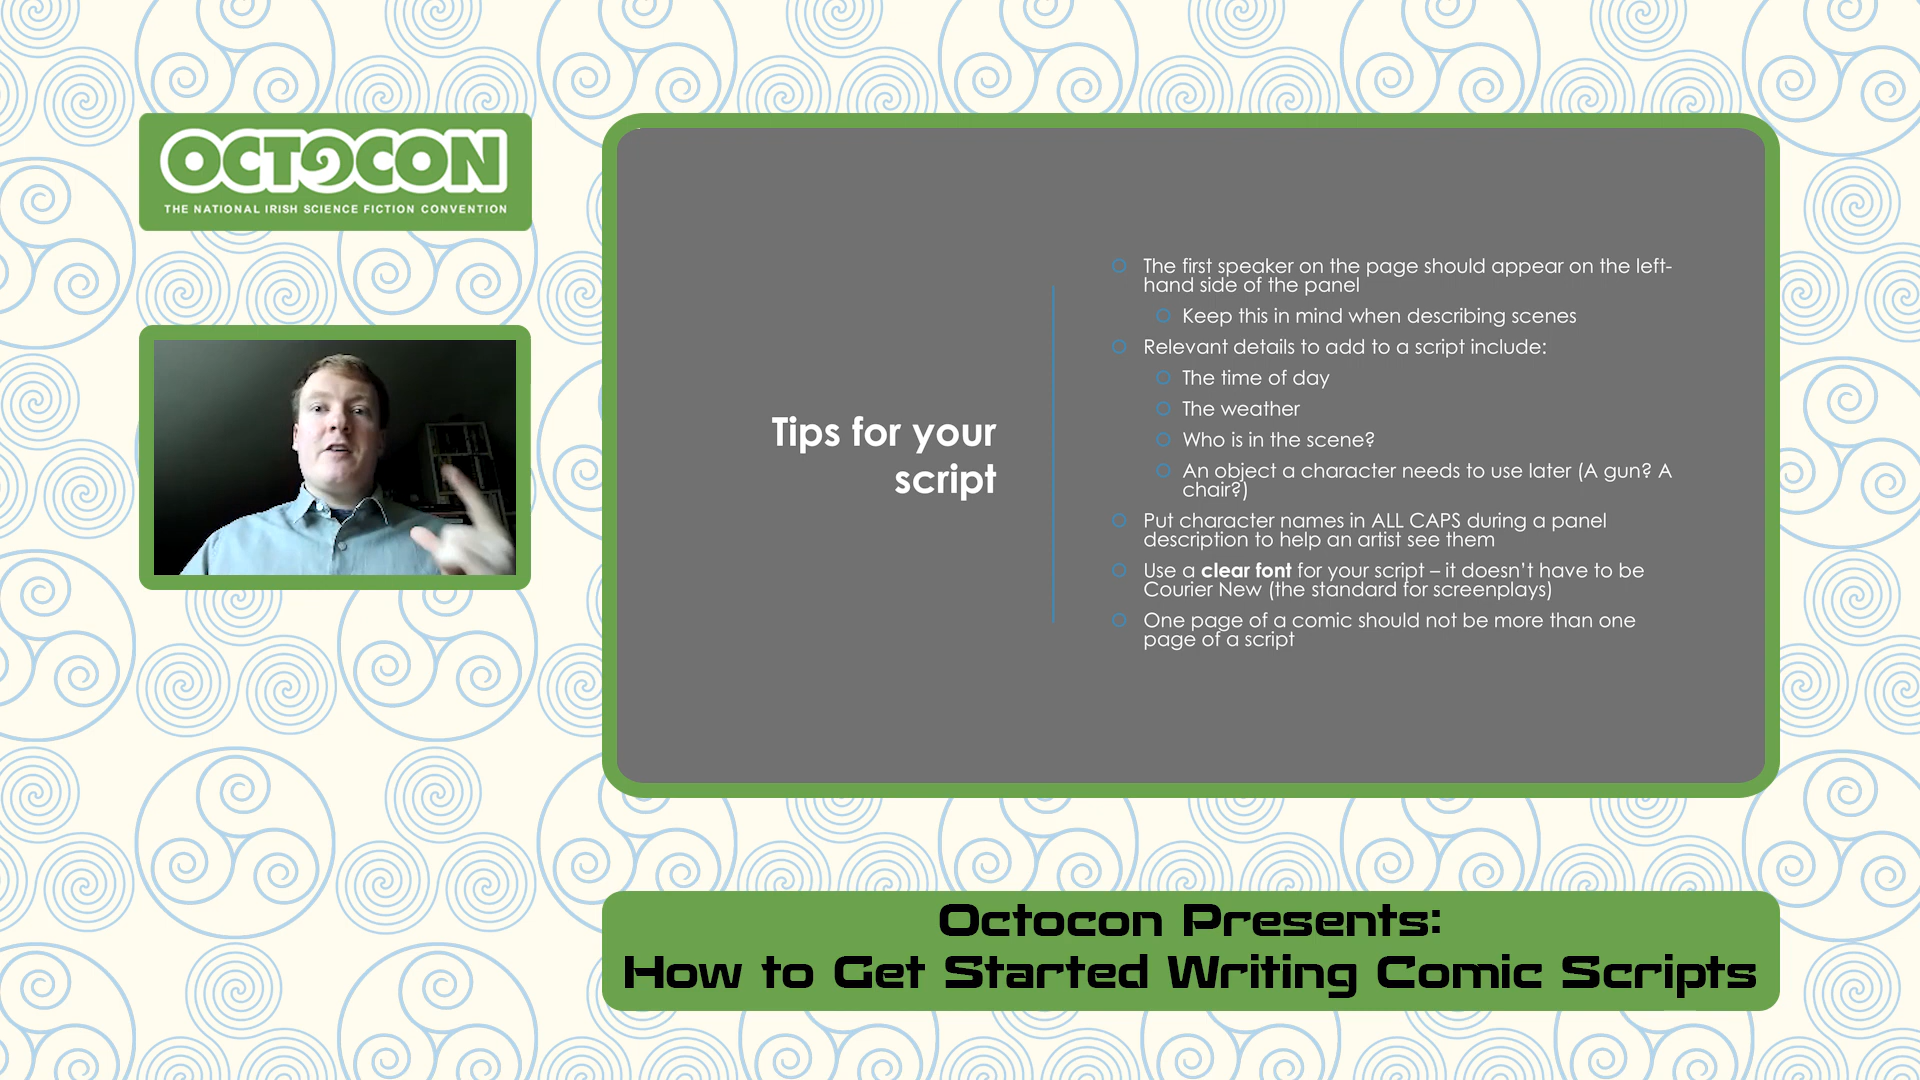 OCTOCON
THE NATIONAL IRISH SCIENCE FICTION CONVENTION
Tips for your
script
The first speaker on the page should appear on the left-
hand side of the panel
Keep this in mind when describing scenes
Relevant details to add to a script include:
The time of day
The weather
Who is in the scene?
An object a character needs to use later (A gun? A
chair?)
Put character names in ALL CAPS during a panel
description to help an artist see them
Use a clear font for your script – it doesn't have to be
Courier New (the standard for screenplays)
One page of a comic should not be more than one
page of a script
Octocon Presents:
How to Get Started Writing Comic Scripts